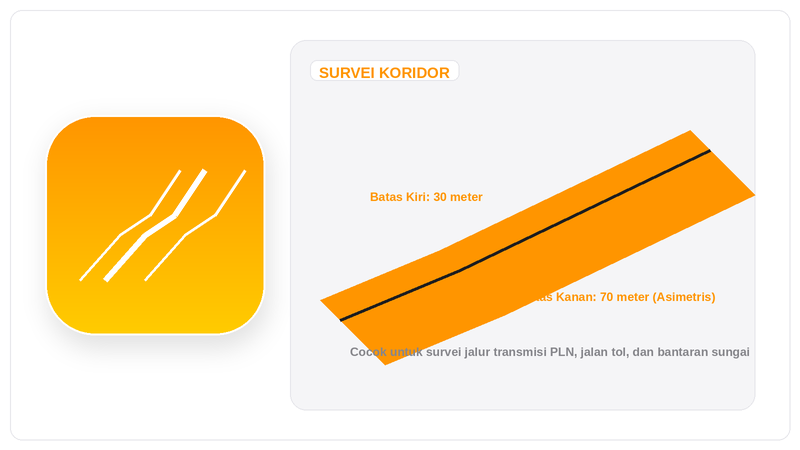 SURVEI KORIDOR
Batas Kiri: 30 meter
as Kanan: 70 meter (Asimetris)
Cocok untuk survei jalur transmisi PLN, jalan tol, dan bantaran sungai